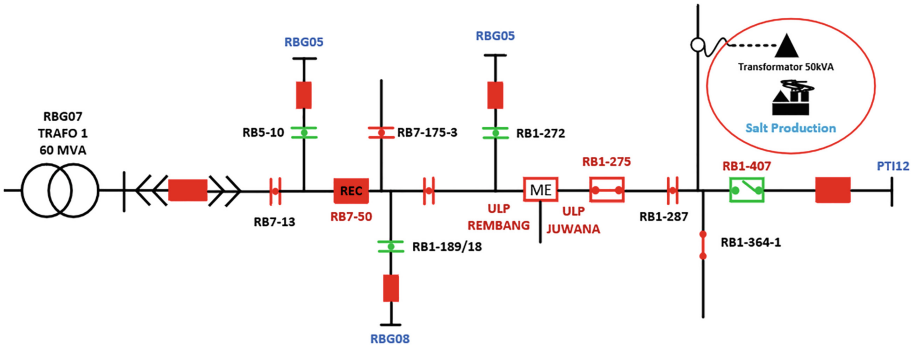 RBG05
RBG05
RBG07
TRAFO 1
60 MVA
RB5-10
RB7-175-3
RB1-272
Transformator 50kVA
Salt Production
RB1-275
RB1-407
PTI12
REC
ME
RB7-13
RB7-50
ULP
REMBANG
ULP
JUWANA
RB1-287
RB1-189/18
RB1-364-1
RBG08